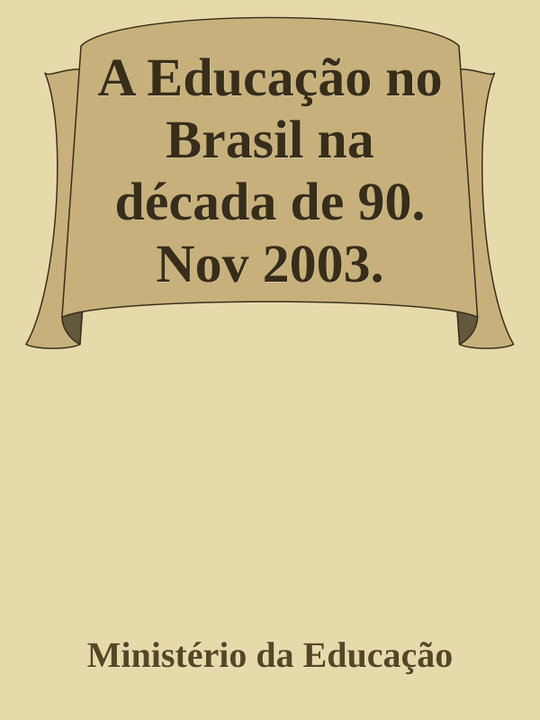 A Educação no
Brasil na
década de 90.
Nov 2003.
Ministério da Educação